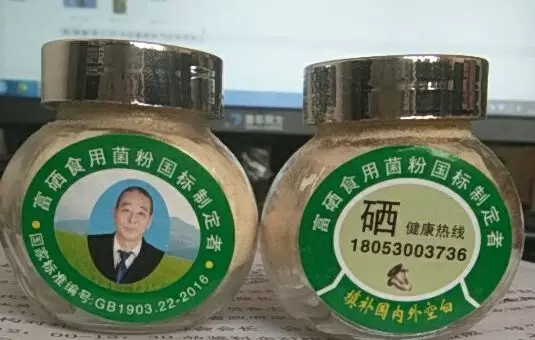 富硒食用菌粉国标制定者
国家标准编号:GB1903.22-2016
富硒食用菌粉国标制定者
硒 健康热线
18053003736
填补国内外空白